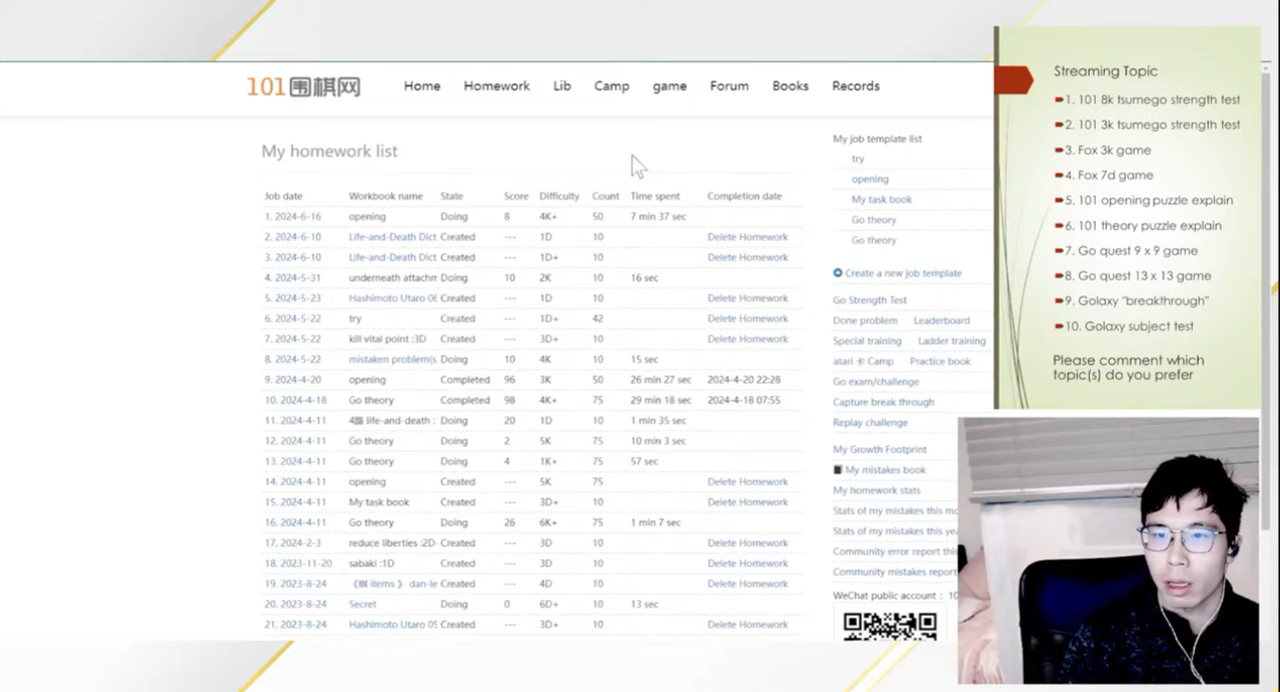 101围棋网 Home Homework Lib Camp game Forum Books Records
My homework list
Job date Workbook name State Score Difficulty Count Time spent Completion date
1. 2024-6-16 opening Doing 8 4K+ 50 7 min 37 sec
2. 2024-6-10 Life-and-Death Dict Created --- 1D 10 Delete Homework
3. 2024-6-10 Life-and-Death Dict Created --- 1D+ 10 Delete Homework
4. 2024-5-31 underneath attachm Doing 10 2K 10 16 sec
5. 2024-5-23 Hashimoto Utaro 06 Created --- 1D 10 Delete Homework
6. 2024-5-22 try Created --- 1D+ 42 Delete Homework
7. 2024-5-22 kill vital point :3D Created --- 3D+ 10 Delete Homework
8. 2024-5-22 mistaken problem(s Doing 10 4K 10 15 sec
9. 2024-4-20 opening Completed 96 3K 50 26 min 27 sec 2024-4-20 22:28
10. 2024-4-18 Go theory Completed 98 4K+ 75 29 min 18 sec 2024-4-18 07:55
11. 2024-4-11 4路 life-and-death : Doing 20 1D 10 1 min 35 sec
12. 2024-4-11 Go theory Doing 2 5K 75 10 min 3 sec
13. 2024-4-11 Go theory Doing 4 1K+ 75 57 sec
14. 2024-4-11 opening Created --- 5K 75 Delete Homework
15. 2024-4-11 My task book Created --- 3D+ 10 Delete Homework
16. 2024-4-11 Go theory Doing 26 6K+ 75 1 min 7 sec
17. 2024-2-3 reduce liberties :2D Created --- 3D 10 Delete Homework
18. 2023-11-20 sabaki :1D Created --- 3D 10 Delete Homework
19. 2023-8-24 《棋 items 》 dan-le Created --- 4D 10 Delete Homework
20. 2023-8-24 Secret Doing 0 6D+ 10 13 sec
21. 2023-8-24 Hashimoto Utaro 05 Created --- 3D+ 10 Delete Homework
My job template list
try
opening
My task book
Go theory
Go theory
Create a new job template
Go Strength Test
Done problem Leaderboard
Special training Ladder training
atari 卡 Camp Practice book
Go exam/challenge
Capture break through
Replay challenge
My Growth Footprint
My mistakes book
My homework stats
Stats of my mistakes this mo
Stats of my mistakes this yea
Community error report this
Community mistakes report
WeChat public account : 10
Streaming Topic
1. 101 8k tsumego strength test
2. 101 3k tsumego strength test
3. Fox 3k game
4. Fox 7d game
5. 101 opening puzzle explain
6. 101 theory puzzle explain
7. Go quest 9 x 9 game
8. Go quest 13 x 13 game
9. Golaxy "breakthrough"
10. Golaxy subject test
Please comment which
topic(s) do you prefer